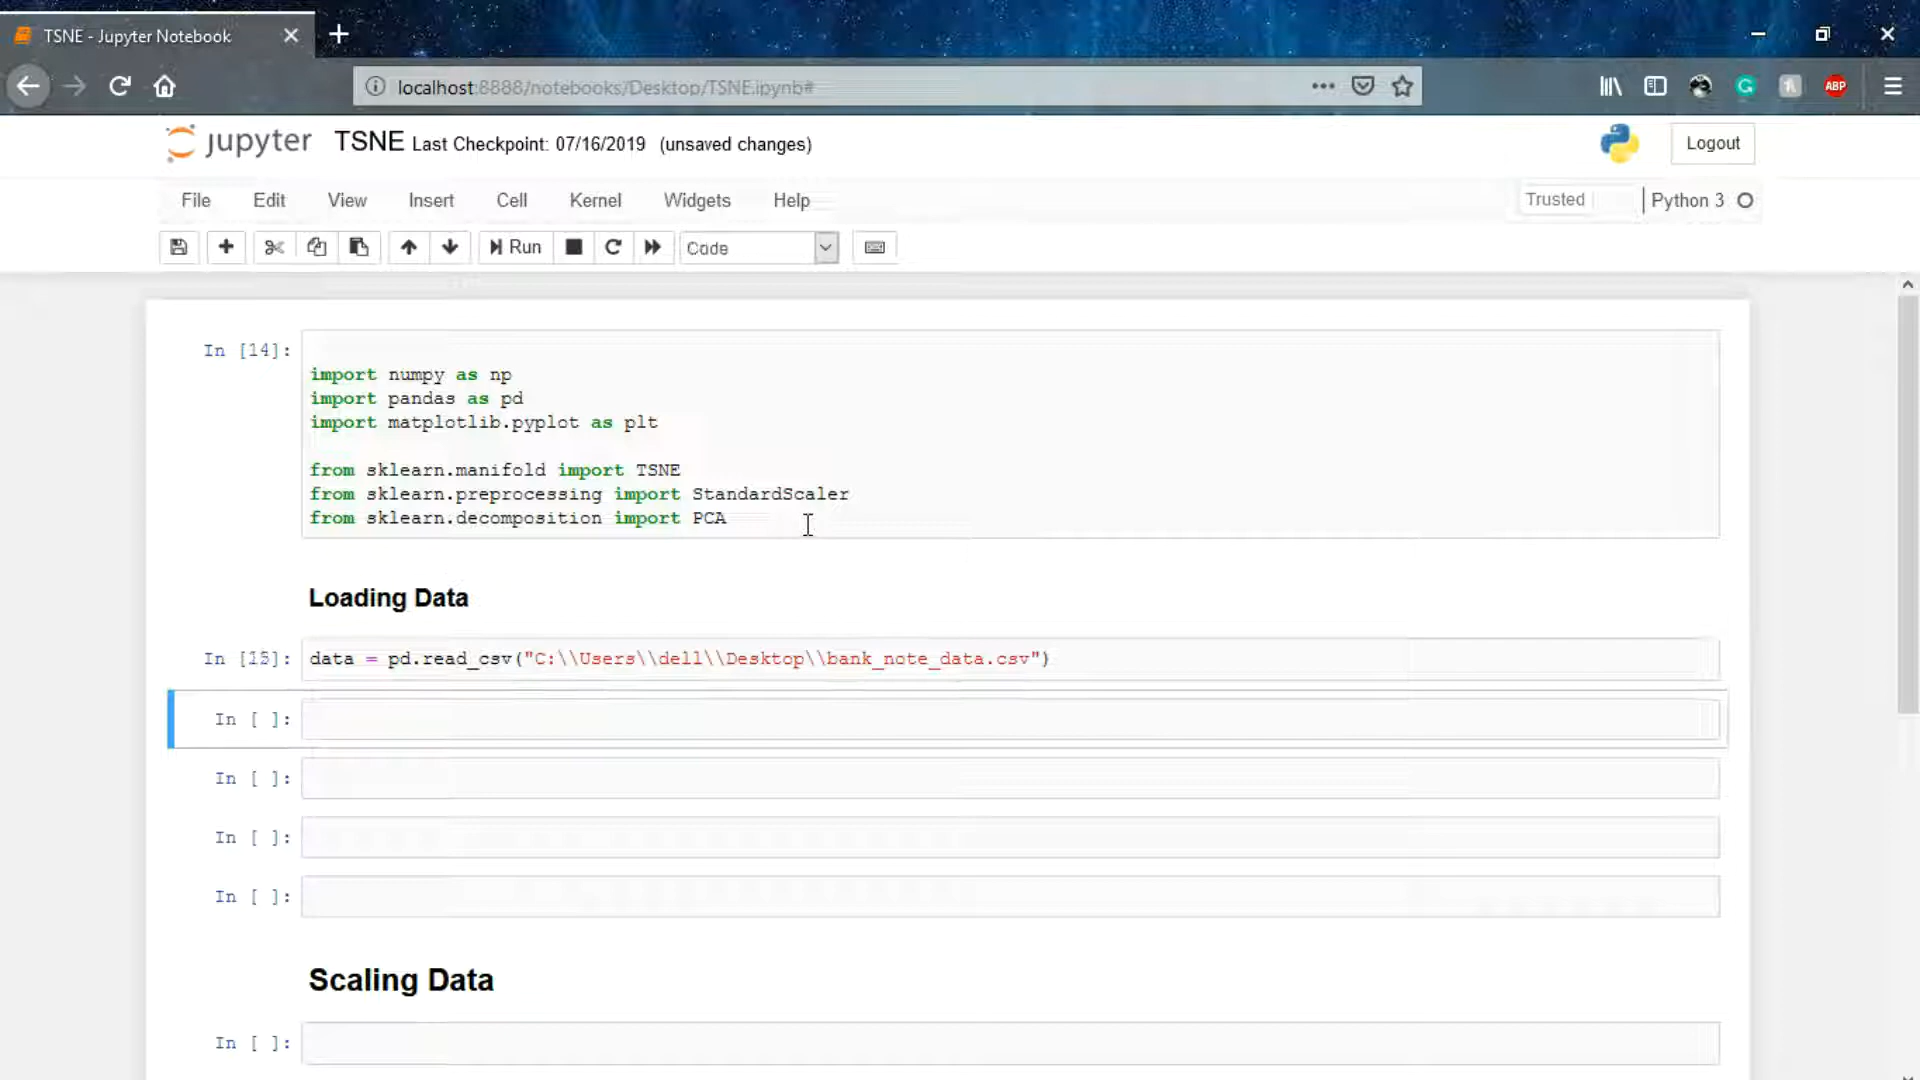 TSNE - Jupyter Notebook
localhost:8888/notebooks/Desktop/TSNE.ipynb#
ABP
jupyter TSNE Last Checkpoint: 07/16/2019 (unsaved changes)
Logout
File Edit View Insert Cell Kernel Widgets Help
Trusted
Python 3
Run
Code
In [14]:
import numpy as np
import pandas as pd
import matplotlib.pyplot as plt
from sklearn.manifold import TSNE
from sklearn.preprocessing import StandardScaler
from sklearn.decomposition import PCA
Loading Data
In [15]: data = pd.read_csv("C:\\Users\\dell\\Desktop\\bank_note_data.csv")
In [ ]:
In [ ]:
In [ ]:
In [ ]:
Scaling Data
In [ ]: